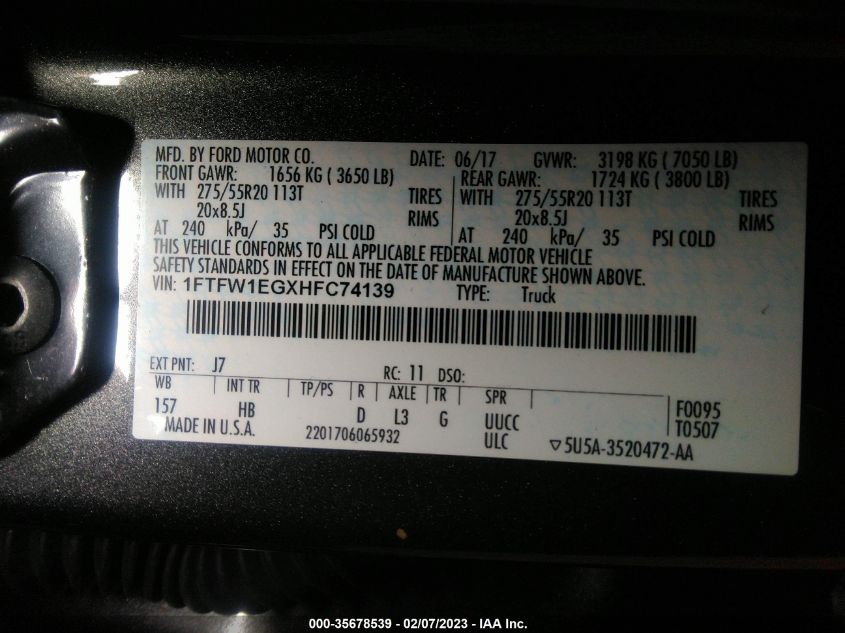 MFD. BY FORD MOTOR CO. DATE: 06/17 GVWR: 3198 KG ( 7050 LB)
FRONT GAWR: 1656 KG ( 3650 LB) REAR GAWR: 1724 KG ( 3800 LB)
WITH 275/55R20 113T TIRES WITH 275/55R20 113T TIRES
20x8.5J RIMS 20x8.5J RIMS
AT 240 kPa/ 35 PSI COLD AT 240 kPa/ 35 PSI COLD
THIS VEHICLE CONFORMS TO ALL APPLICABLE FEDERAL MOTOR VEHICLE
SAFETY STANDARDS IN EFFECT ON THE DATE OF MANUFACTURE SHOWN ABOVE.
VIN: 1FTFW1EGXHFC74139 TYPE: Truck
EXT PNT: J7 RC: 11 DSO:
WB INT TR TP/PS R AXLE TR SPR
157 HB D L3 G UUCC F0095
ULC T0507
MADE IN U.S.A. 2201706065932 ▽5U5A-3520472-AA
000-35678539 - 02/07/2023 - IAA Inc.